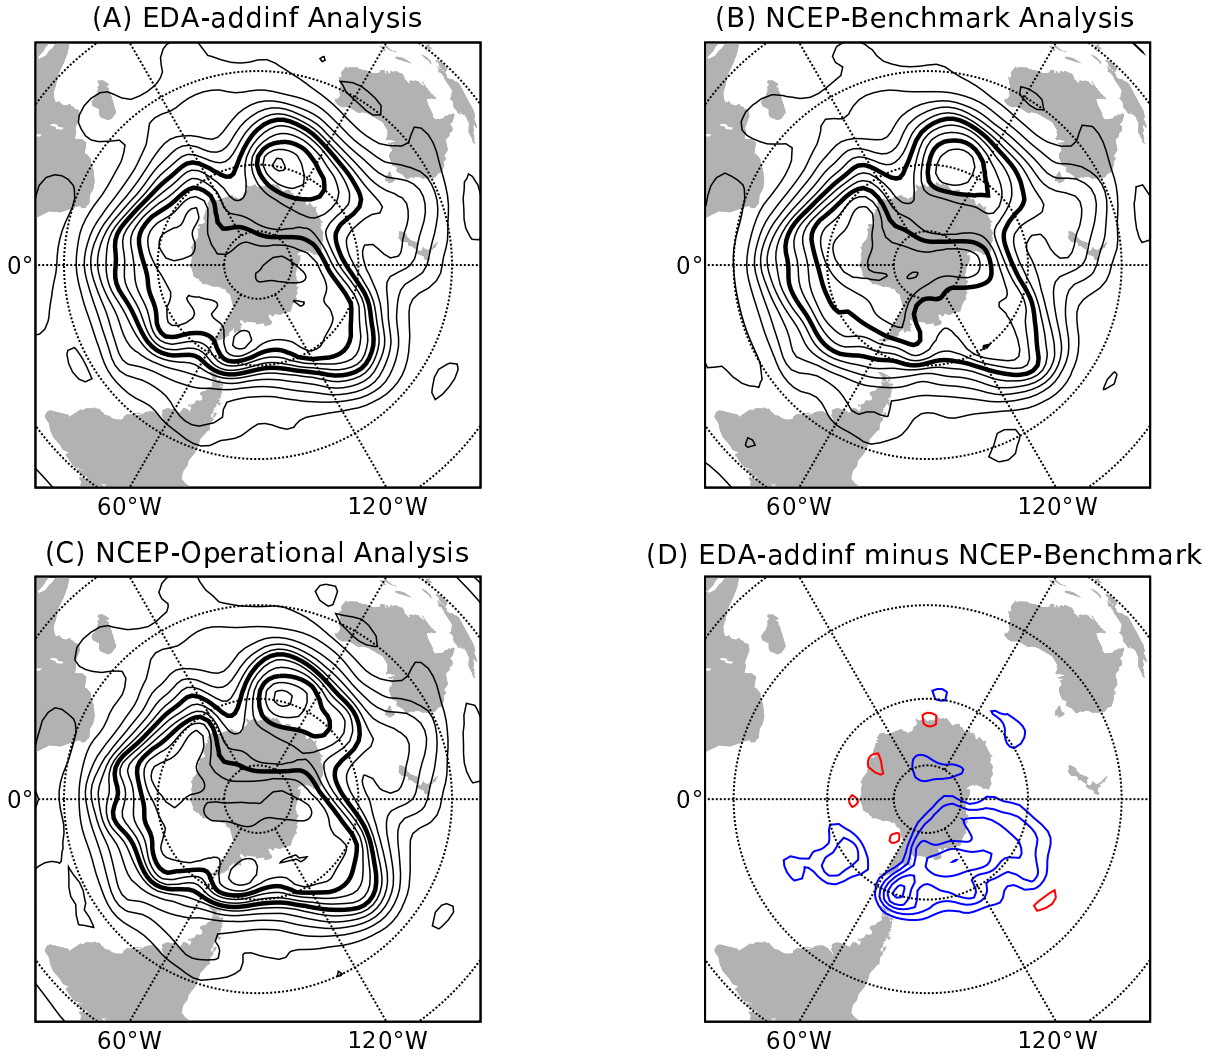 (A) EDA-addinf Analysis
(B) NCEP-Benchmark Analysis
0°
0°
60°W
120°W
60°W
120°W
(C) NCEP-Operational Analysis
(D) EDA-addinf minus NCEP-Benchmark
0°
0°
60°W
120°W
60°W
120°W